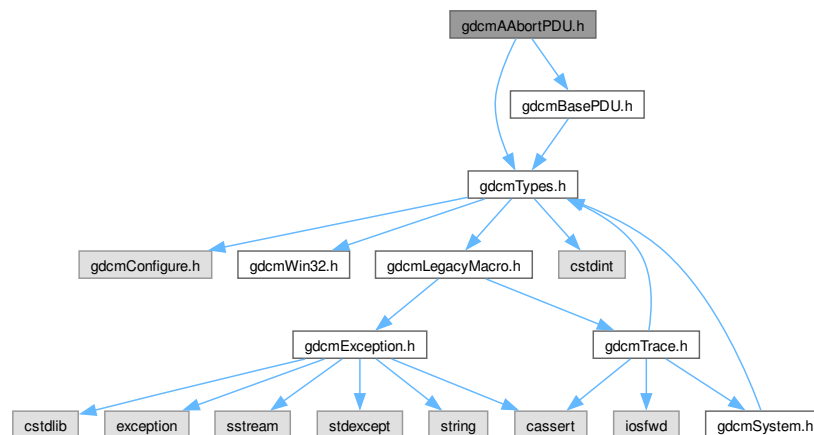 gdcmAAbortPDU.h
gdcmBasePDU.h
gdcmTypes.h
gdcmConfigure.h
gdcmWin32.h
gdcmLegacyMacro.h
cstdint
gdcmException.h
gdcmTrace.h
cstdlib
exception
sstream
stdexcept
string
cassert
iosfwd
gdcmSystem.h